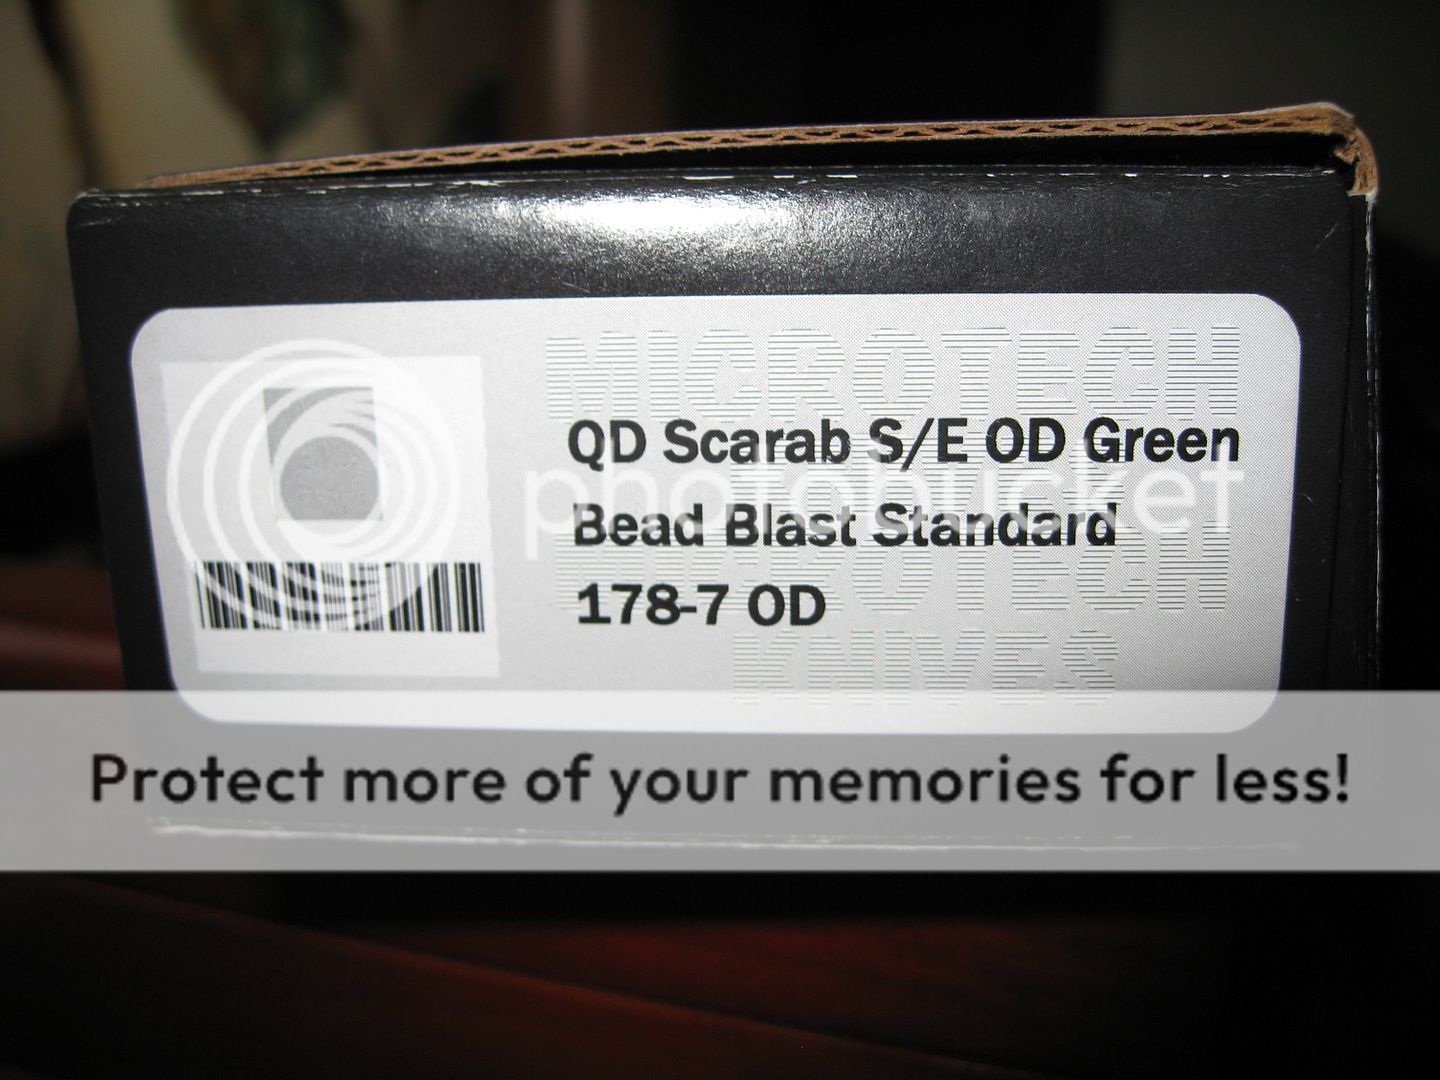 MICROTECH
QD Scarab S/E OD Green
photobucket
Bead Blast Standard
MICROTECH
178-7 OD
KNIVES
Protect more of your memories for less!